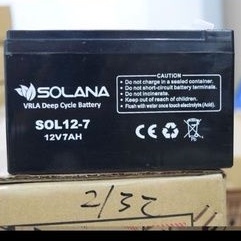 SOLANA
VRLA Deep Cycle Battery
SOL12-7
12V7AH
Do not charge in a sealed container.
Do not short-circuit battery terminals.
Do not incinerate.
Keep out of reach of children.
Flush with water once touch electrolyte (Acid).
CE
2/32